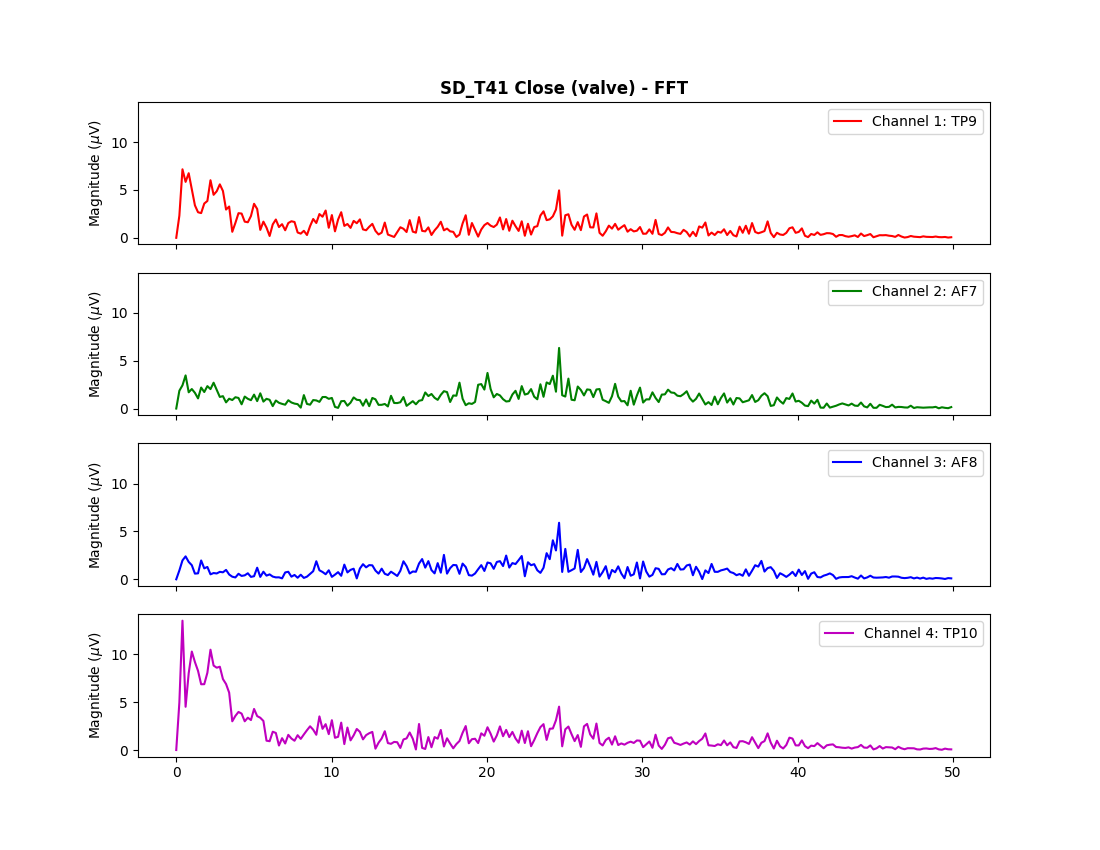 SD_T41 Close (valve) - FFT
Magnitude (μV)
10
5
0
Channel 1: TP9
Magnitude (μV)
10
5
0
Channel 2: AF7
Magnitude (μV)
10
5
0
Channel 3: AF8
Magnitude (μV)
10
5
0
Channel 4: TP10
0 10 20 30 40 50